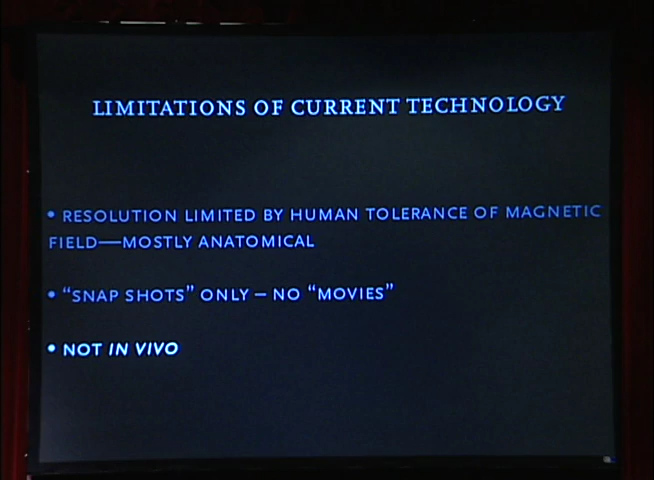 LIMITATIONS OF CURRENT TECHNOLOGY
• RESOLUTION LIMITED BY HUMAN TOLERANCE OF MAGNETIC
FIELD—MOSTLY ANATOMICAL
• “SNAP SHOTS” ONLY – NO “MOVIES”
• NOT IN VIVO